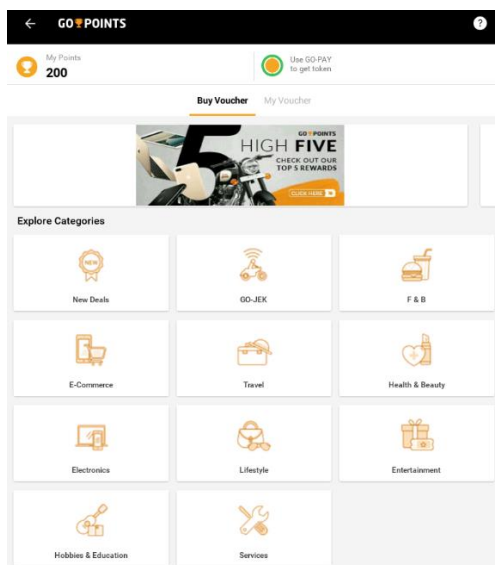 GO POINTS
?
My Points
200
Use GO-PAY
to get token
Buy Voucher
My Voucher
5
GO POINTS
HIGH FIVE
CHECK OUT OUR
TOP 5 REWARDS
CLICK HERE
Explore Categories
NEW
New Deals
GO-JEK
F & B
E-Commerce
Travel
Health & Beauty
Electronics
Lifestyle
Entertainment
Hobbies & Education
Services